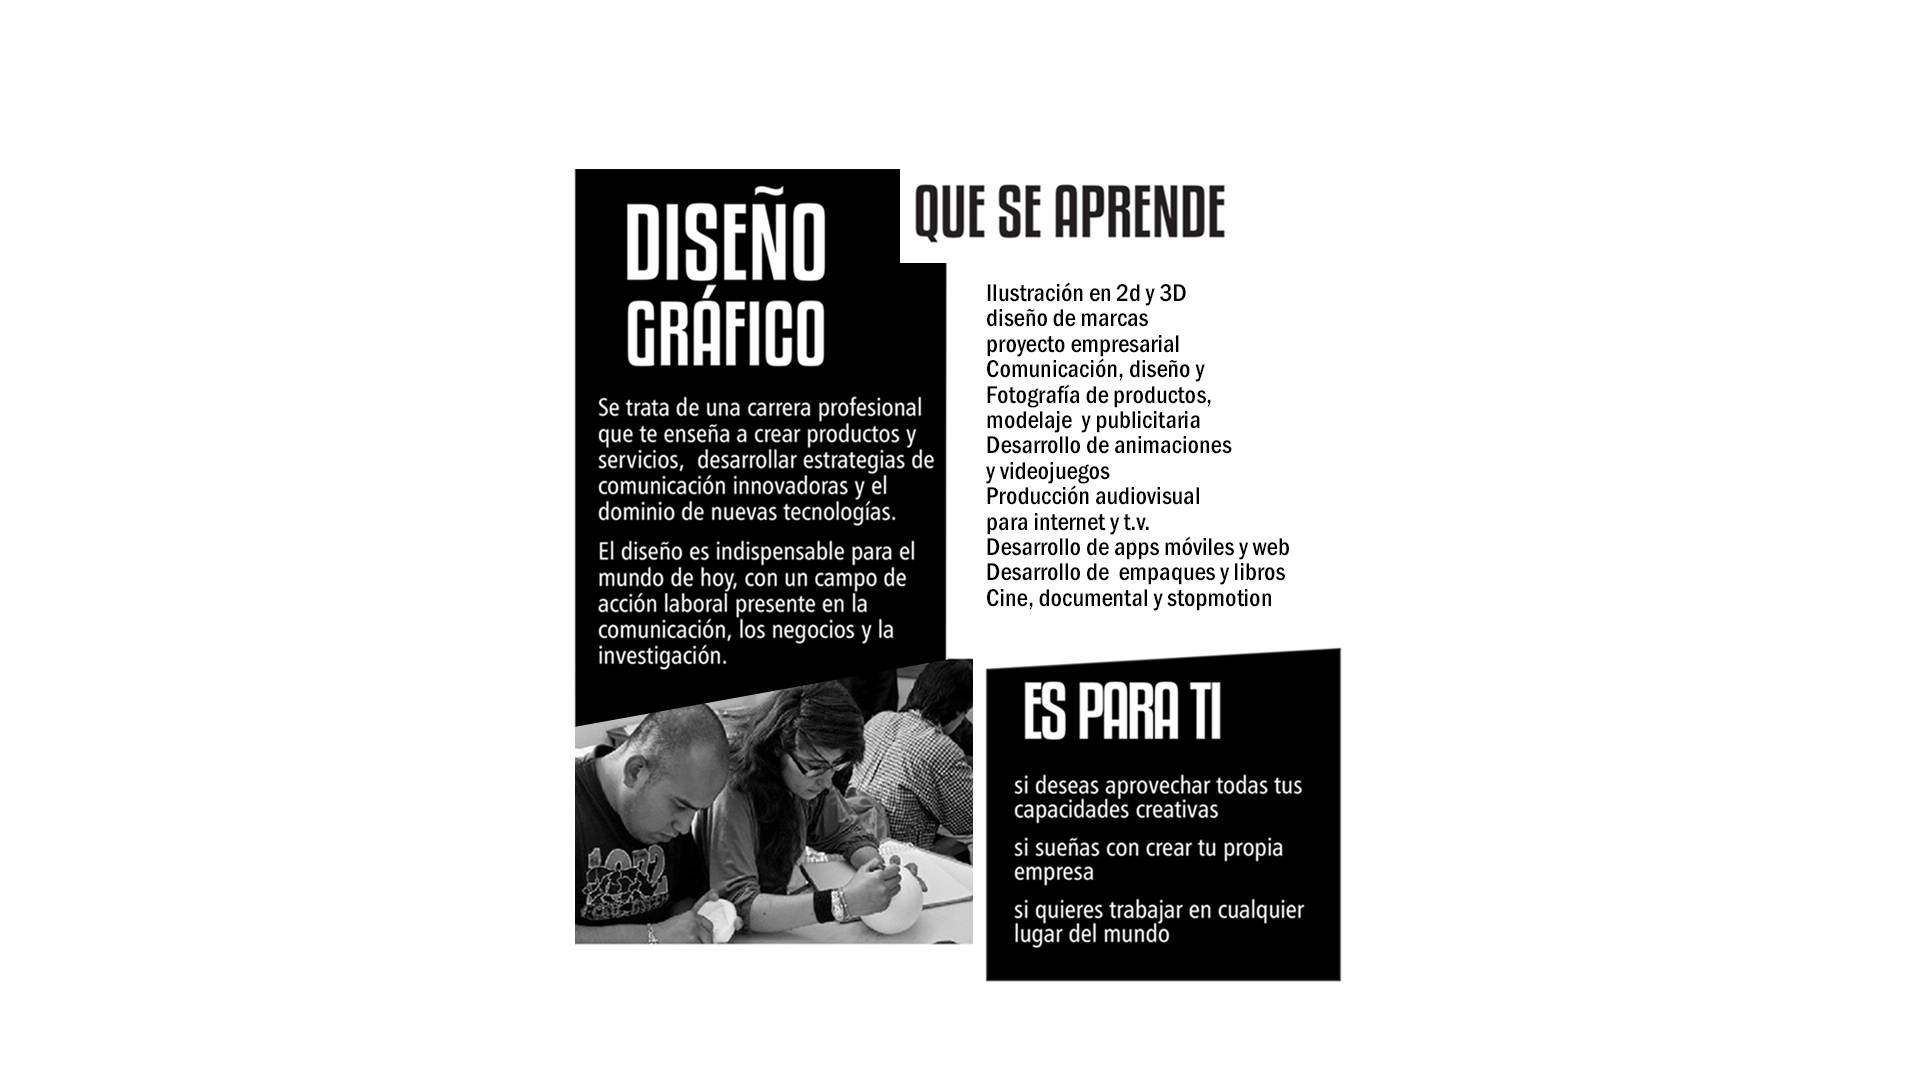 DISEÑO
GRÁFICO
Se trata de una carrera profesional
que te enseña a crear productos y
servicios,  desarrollar estrategias de
comunicación innovadoras y el
dominio de nuevas tecnologías.
El diseño es indispensable para el
mundo de hoy, con un campo de
acción laboral presente en la
comunicación, los negocios y la
investigación.
QUE SE APRENDE
Ilustración en 2d y 3D
diseño de marcas
proyecto empresarial
Comunicación, diseño y
Fotografía de productos,
modelaje  y publicitaria
Desarrollo de animaciones
y videojuegos
Producción audiovisual
para internet y t.v.
Desarrollo de apps móviles y web
Desarrollo de  empaques y libros
Cine, documental y stopmotion
1972
ES PARA TI
si deseas aprovechar todas tus
capacidades creativas
si sueñas con crear tu propia
empresa
si quieres trabajar en cualquier
lugar del mundo